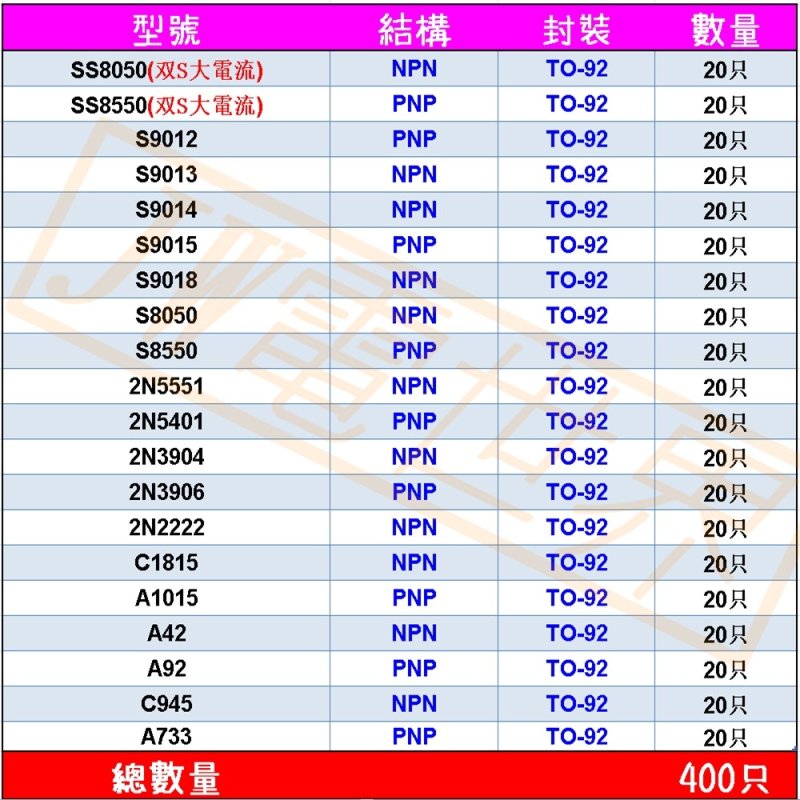 型號 結構 封裝 數量
SS8050(双S大電流) NPN TO-92 20只
SS8550(双S大電流) PNP TO-92 20只
S9012 PNP TO-92 20只
S9013 NPN TO-92 20只
S9014 NPN TO-92 20只
S9015 PNP TO-92 20只
S9018 NPN TO-92 20只
S8050 NPN TO-92 20只
S8550 PNP TO-92 20只
2N5551 NPN TO-92 20只
2N5401 PNP TO-92 20只
2N3904 NPN TO-92 20只
2N3906 PNP TO-92 20只
2N2222 NPN TO-92 20只
C1815 NPN TO-92 20只
A1015 PNP TO-92 20只
A42 NPN TO-92 20只
A92 PNP TO-92 20只
C945 NPN TO-92 20只
A733 PNP TO-92 20只
總數量 400只
JW電世界